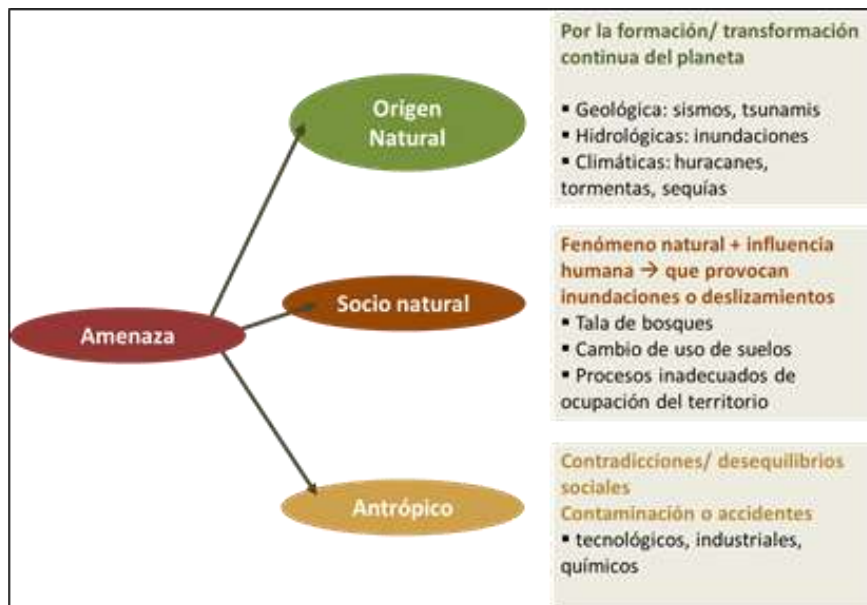 Por la formación/ transformación
continua del planeta
Origen
Natural
▪ Geológica: sismos, tsunamis
▪ Hidrológicas: inundaciones
▪ Climáticas: huracanes,
tormentas, sequías
Fenómeno natural + influencia
humana → que provocan
inundaciones o deslizamientos
Socio natural
▪ Tala de bosques
▪ Cambio de uso de suelos
▪ Procesos inadecuados de
ocupación del territorio
Amenaza
Contradicciones/ desequilibrios
sociales
Contaminación o accidentes
▪ tecnológicos, industriales,
químicos
Antrópico